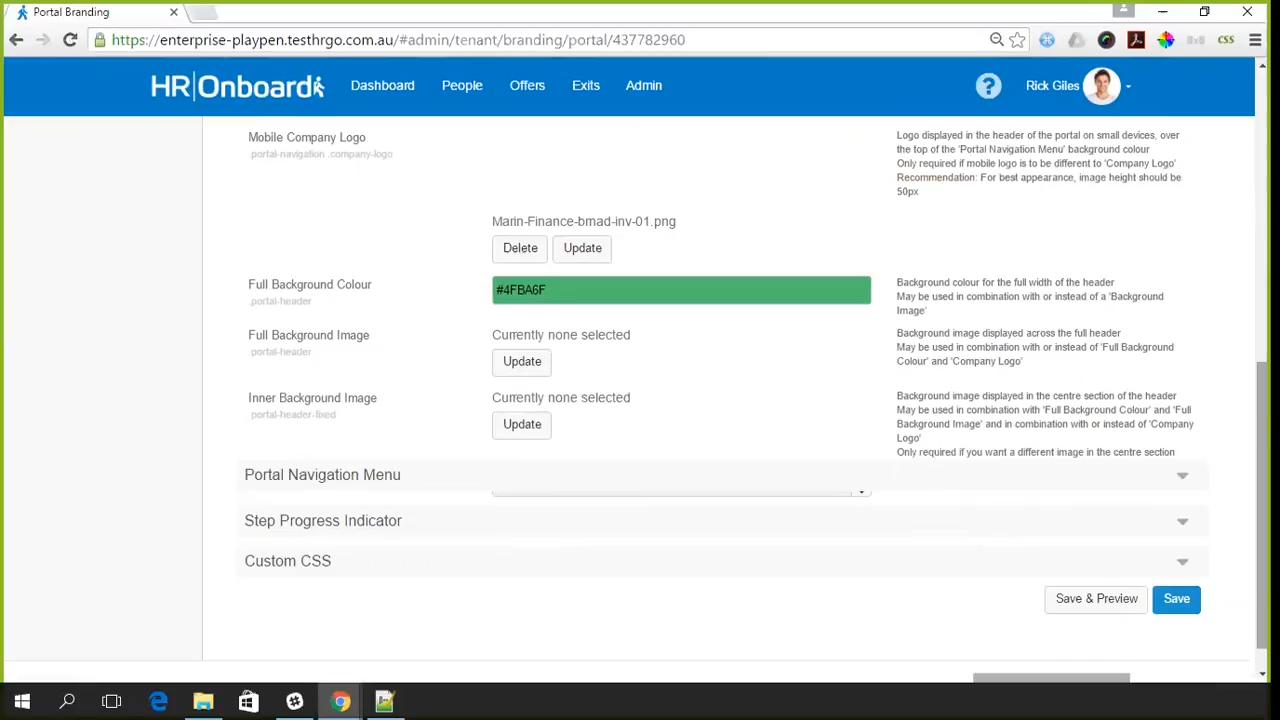 Portal Branding
https://enterprise-playpen.testhrgo.com.au/#admin/tenant/branding/portal/437782960
CSS
HR Onboard
Dashboard
People
Offers
Exits
Admin
?
Rick Giles
Mobile Company Logo
.portal-navigation .company-logo
Logo displayed in the header of the portal on small devices, over
the top of the 'Portal Navigation Menu' background colour
Only required if mobile logo is to be different to 'Company Logo'
Recommendation: For best appearance, image height should be
50px
Marin-Finance-brnad-inv-01.png
Delete
Update
Full Background Colour
.portal-header
#4FBA6F
Background colour for the full width of the header
May be used in combination with or instead of a 'Background
Image'
Full Background Image
.portal-header
Currently none selected
Update
Background image displayed across the full header
May be used in combination with or instead of 'Full Background
Colour' and 'Company Logo'
Inner Background Image
.portal-header-fixed
Currently none selected
Update
Background image displayed in the centre section of the header
May be used in combination with 'Full Background Colour' and 'Full
Background Image' and in combination with or instead of 'Company
Logo'
Only required if you want a different image in the centre section
Portal Navigation Menu
Step Progress Indicator
Custom CSS
Save & Preview
Save